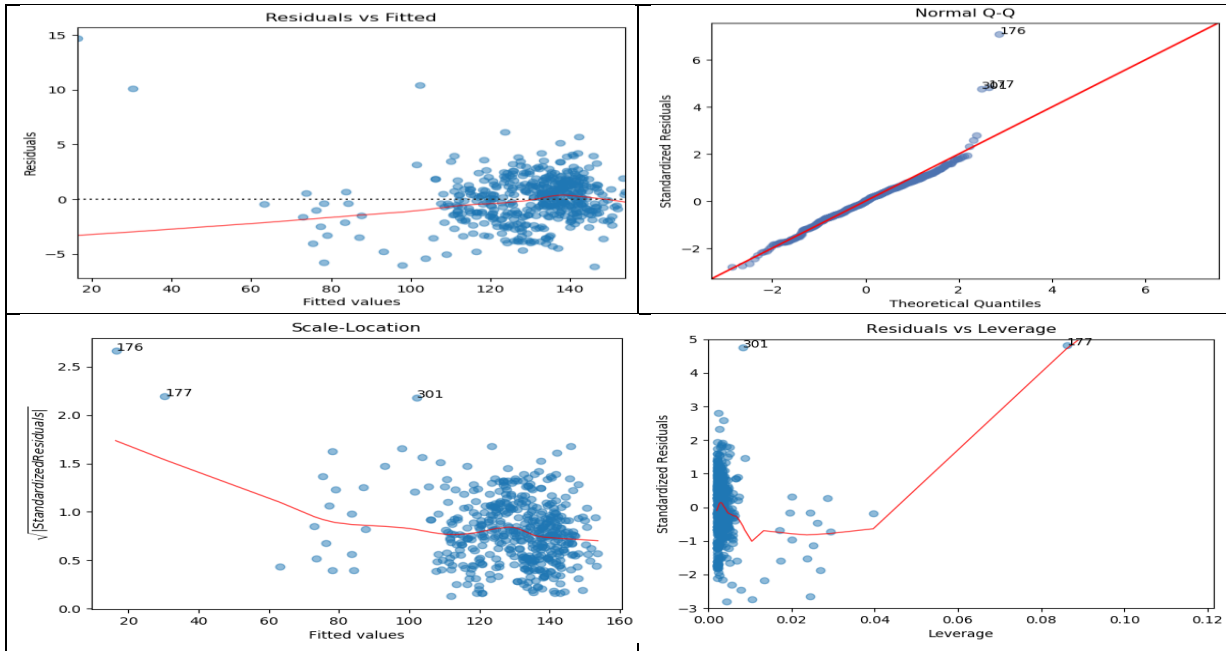 Residuals vs Fitted
15
10
5
0
−5
Residuals
20 40 60 80 100 120 140
Fitted values
Normal Q-Q
176
177
301
6
4
2
0
−2
Standardized Residuals
−2 0 2 4 6
Theoretical Quantiles
Scale-Location
176
177
301
2.5
2.0
1.5
1.0
0.5
0.0
√|StandardizedResiduals|
20 40 60 80 100 120 140 160
Fitted values
Residuals vs Leverage
301
177
5
4
3
2
1
0
−1
−2
−3
Standardized Residuals
0.00 0.02 0.04 0.06 0.08 0.10 0.12
Leverage